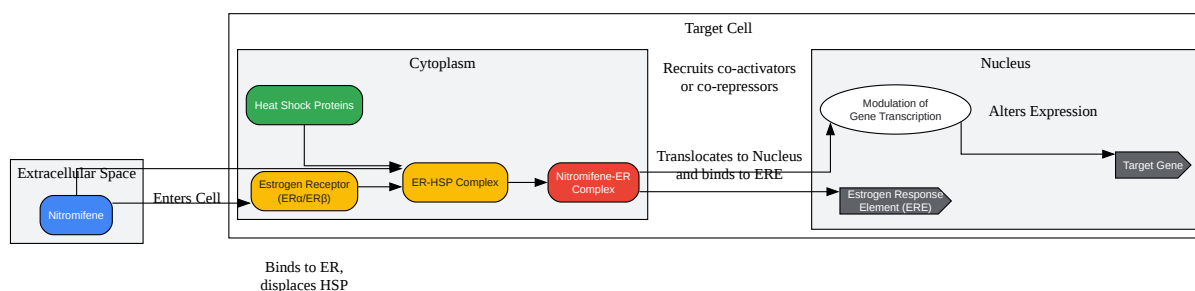 Target Cell
Cytoplasm
Nucleus
Recruits co-activators
or co-repressors
Heat Shock Proteins
Modulation of
Gene Transcription
Alters Expression
Extracellular Space
Translocates to Nucleus
and binds to ERE
Target Gene
Estrogen Receptor
(ERα/ERβ)
ER-HSP Complex
Nitromifene-ER
Complex
Nitromifene
Enters Cell
Estrogen Response
Element (ERE)
Binds to ER,
displaces HSP